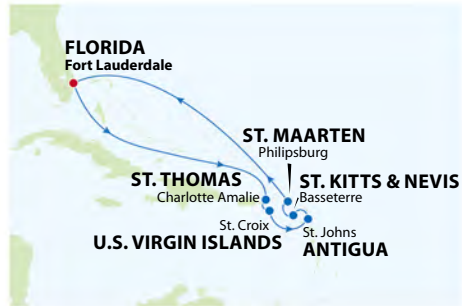 FLORIDA
Fort Lauderdale
ST. MAARTEN
Philipsburg
ST. THOMAS
Charlotte Amalie
ST. KITTS & NEVIS
Basseterre
St. Croix
U.S. VIRGIN ISLANDS
St. Johns
ANTIGUA